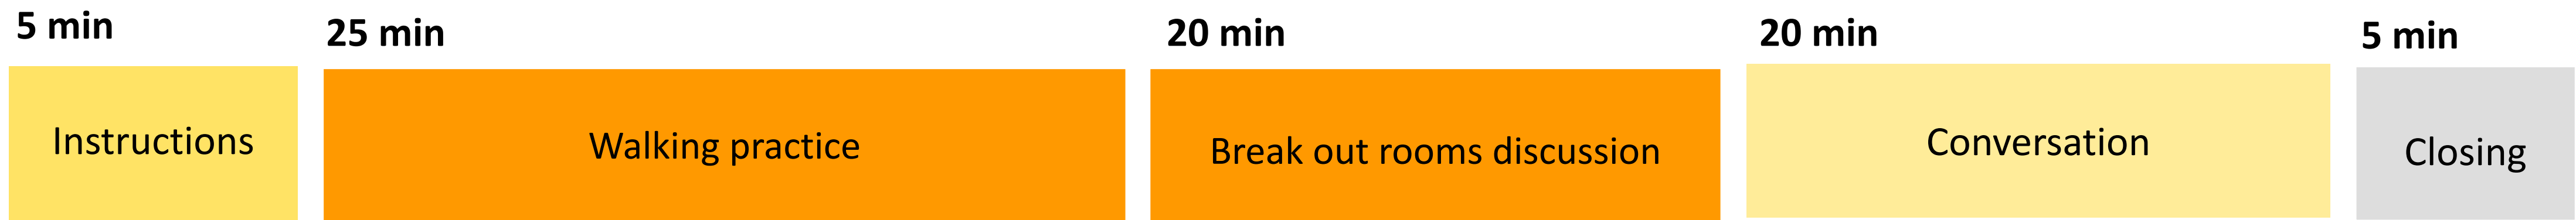 5 min
Instructions
25 min
Walking practice
20 min
Break out rooms discussion
20 min
Conversation
5 min
Closing